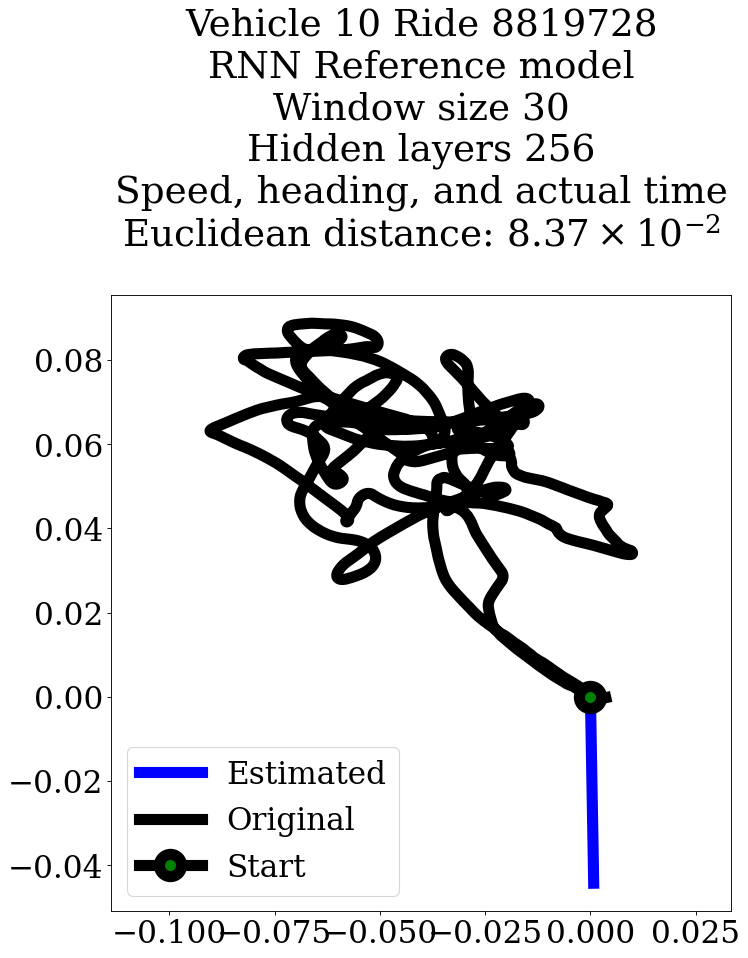 Vehicle 10 Ride 8819728
RNN Reference model
Window size 30
Hidden layers 256
Speed, heading, and actual time
Euclidean distance: 8.37 × 10⁻²
0.08
0.06
0.04
0.02
0.00
−0.02
−0.04
Estimated
Original
Start
−0.100 −0.075 −0.050 −0.025 0.000 0.025